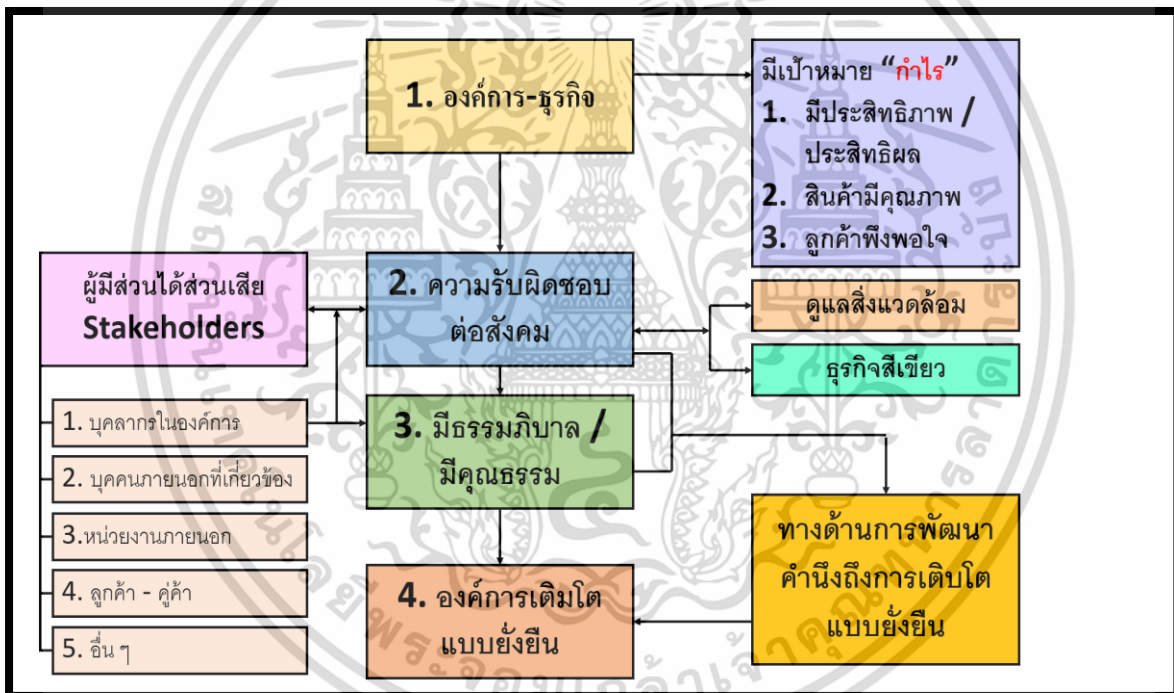 1. องค์การ-ธุรกิจ
มีเป้าหมาย “กำไร”
1. มีประสิทธิภาพ /
ประสิทธิผล
2. สินค้ามีคุณภาพ
3. ลูกค้าพึงพอใจ
ผู้มีส่วนได้ส่วนเสีย
Stakeholders
2. ความรับผิดชอบ
ต่อสังคม
ดูแลสิ่งแวดล้อม
ธุรกิจสีเขียว
1. บุคลากรในองค์การ
2. บุคคนภายนอกที่เกี่ยวข้อง
3.หน่วยงานภายนอก
4. ลูกค้า - คู่ค้า
5. อื่น ๆ
3. มีธรรมภิบาล /
มีคุณธรรม
ทางด้านการพัฒนา
คำนึงถึงการเติบโต
แบบยั่งยืน
4. องค์การเติมโต
แบบยั่งยืน